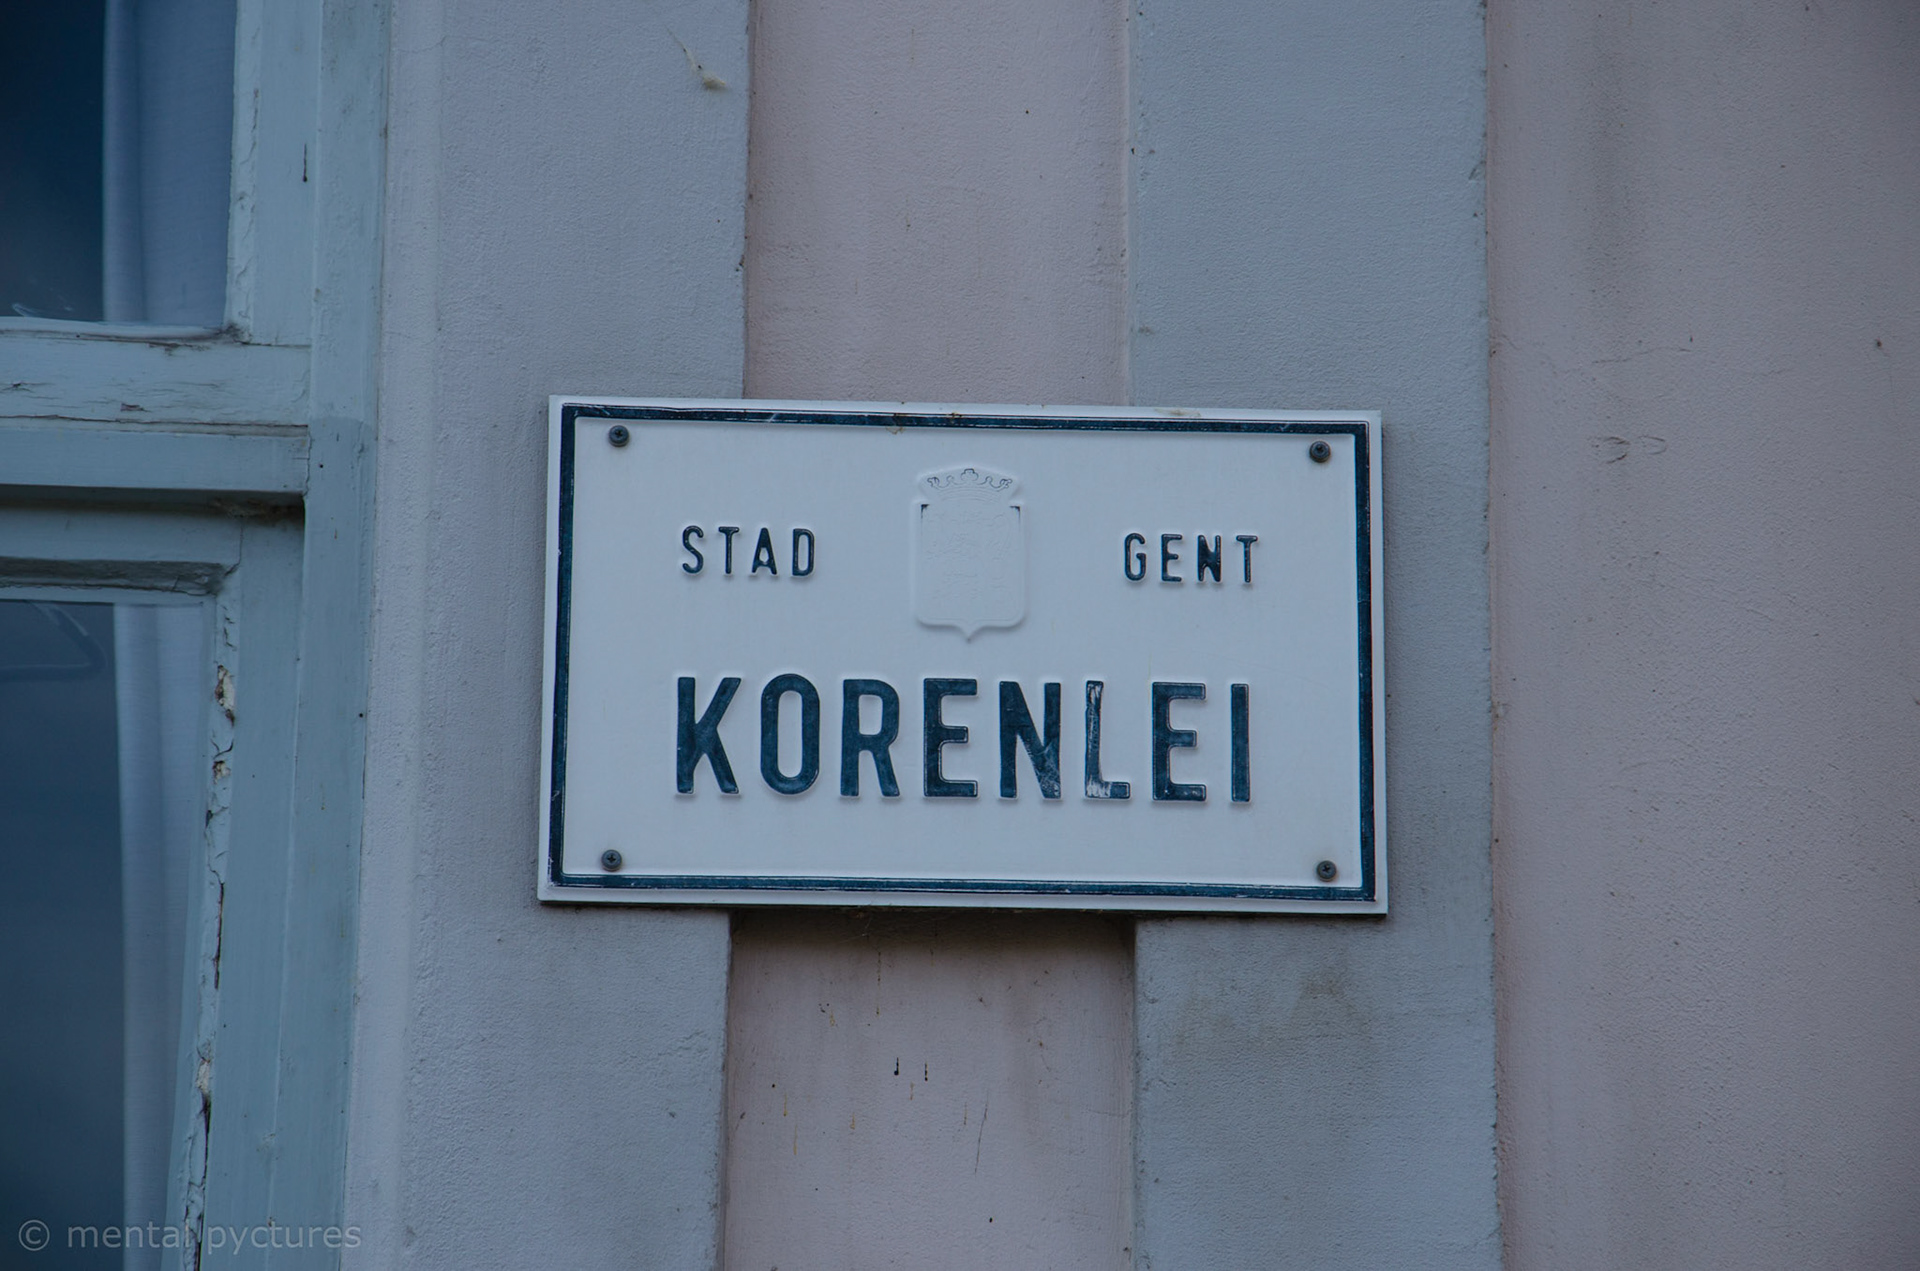 STAD GENT
KORENLEI
© mental pyctures